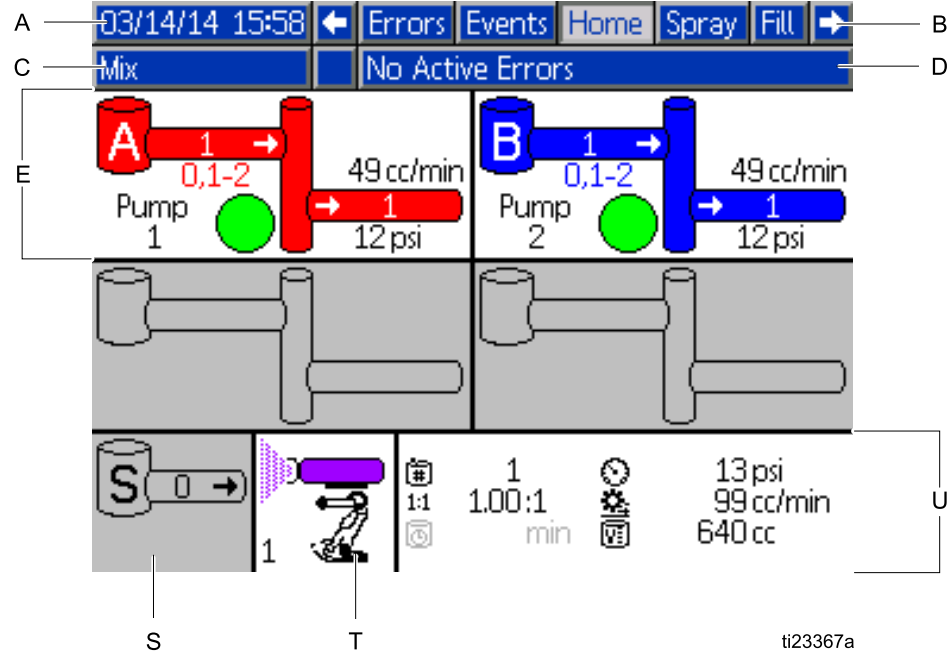 A
03/14/14 15:58
Errors
Events
Home
Spray
Fill
B
C
Mix
No Active Errors
D
E
A
1
0,1-2
49 cc/min
Pump
1
1
12 psi
B
1
0,1-2
49 cc/min
Pump
2
1
12 psi
S
0
1
#
1
13 psi
1:1
1.00:1
99 cc/min
min
VE
640 cc
U
S
T
ti23367a